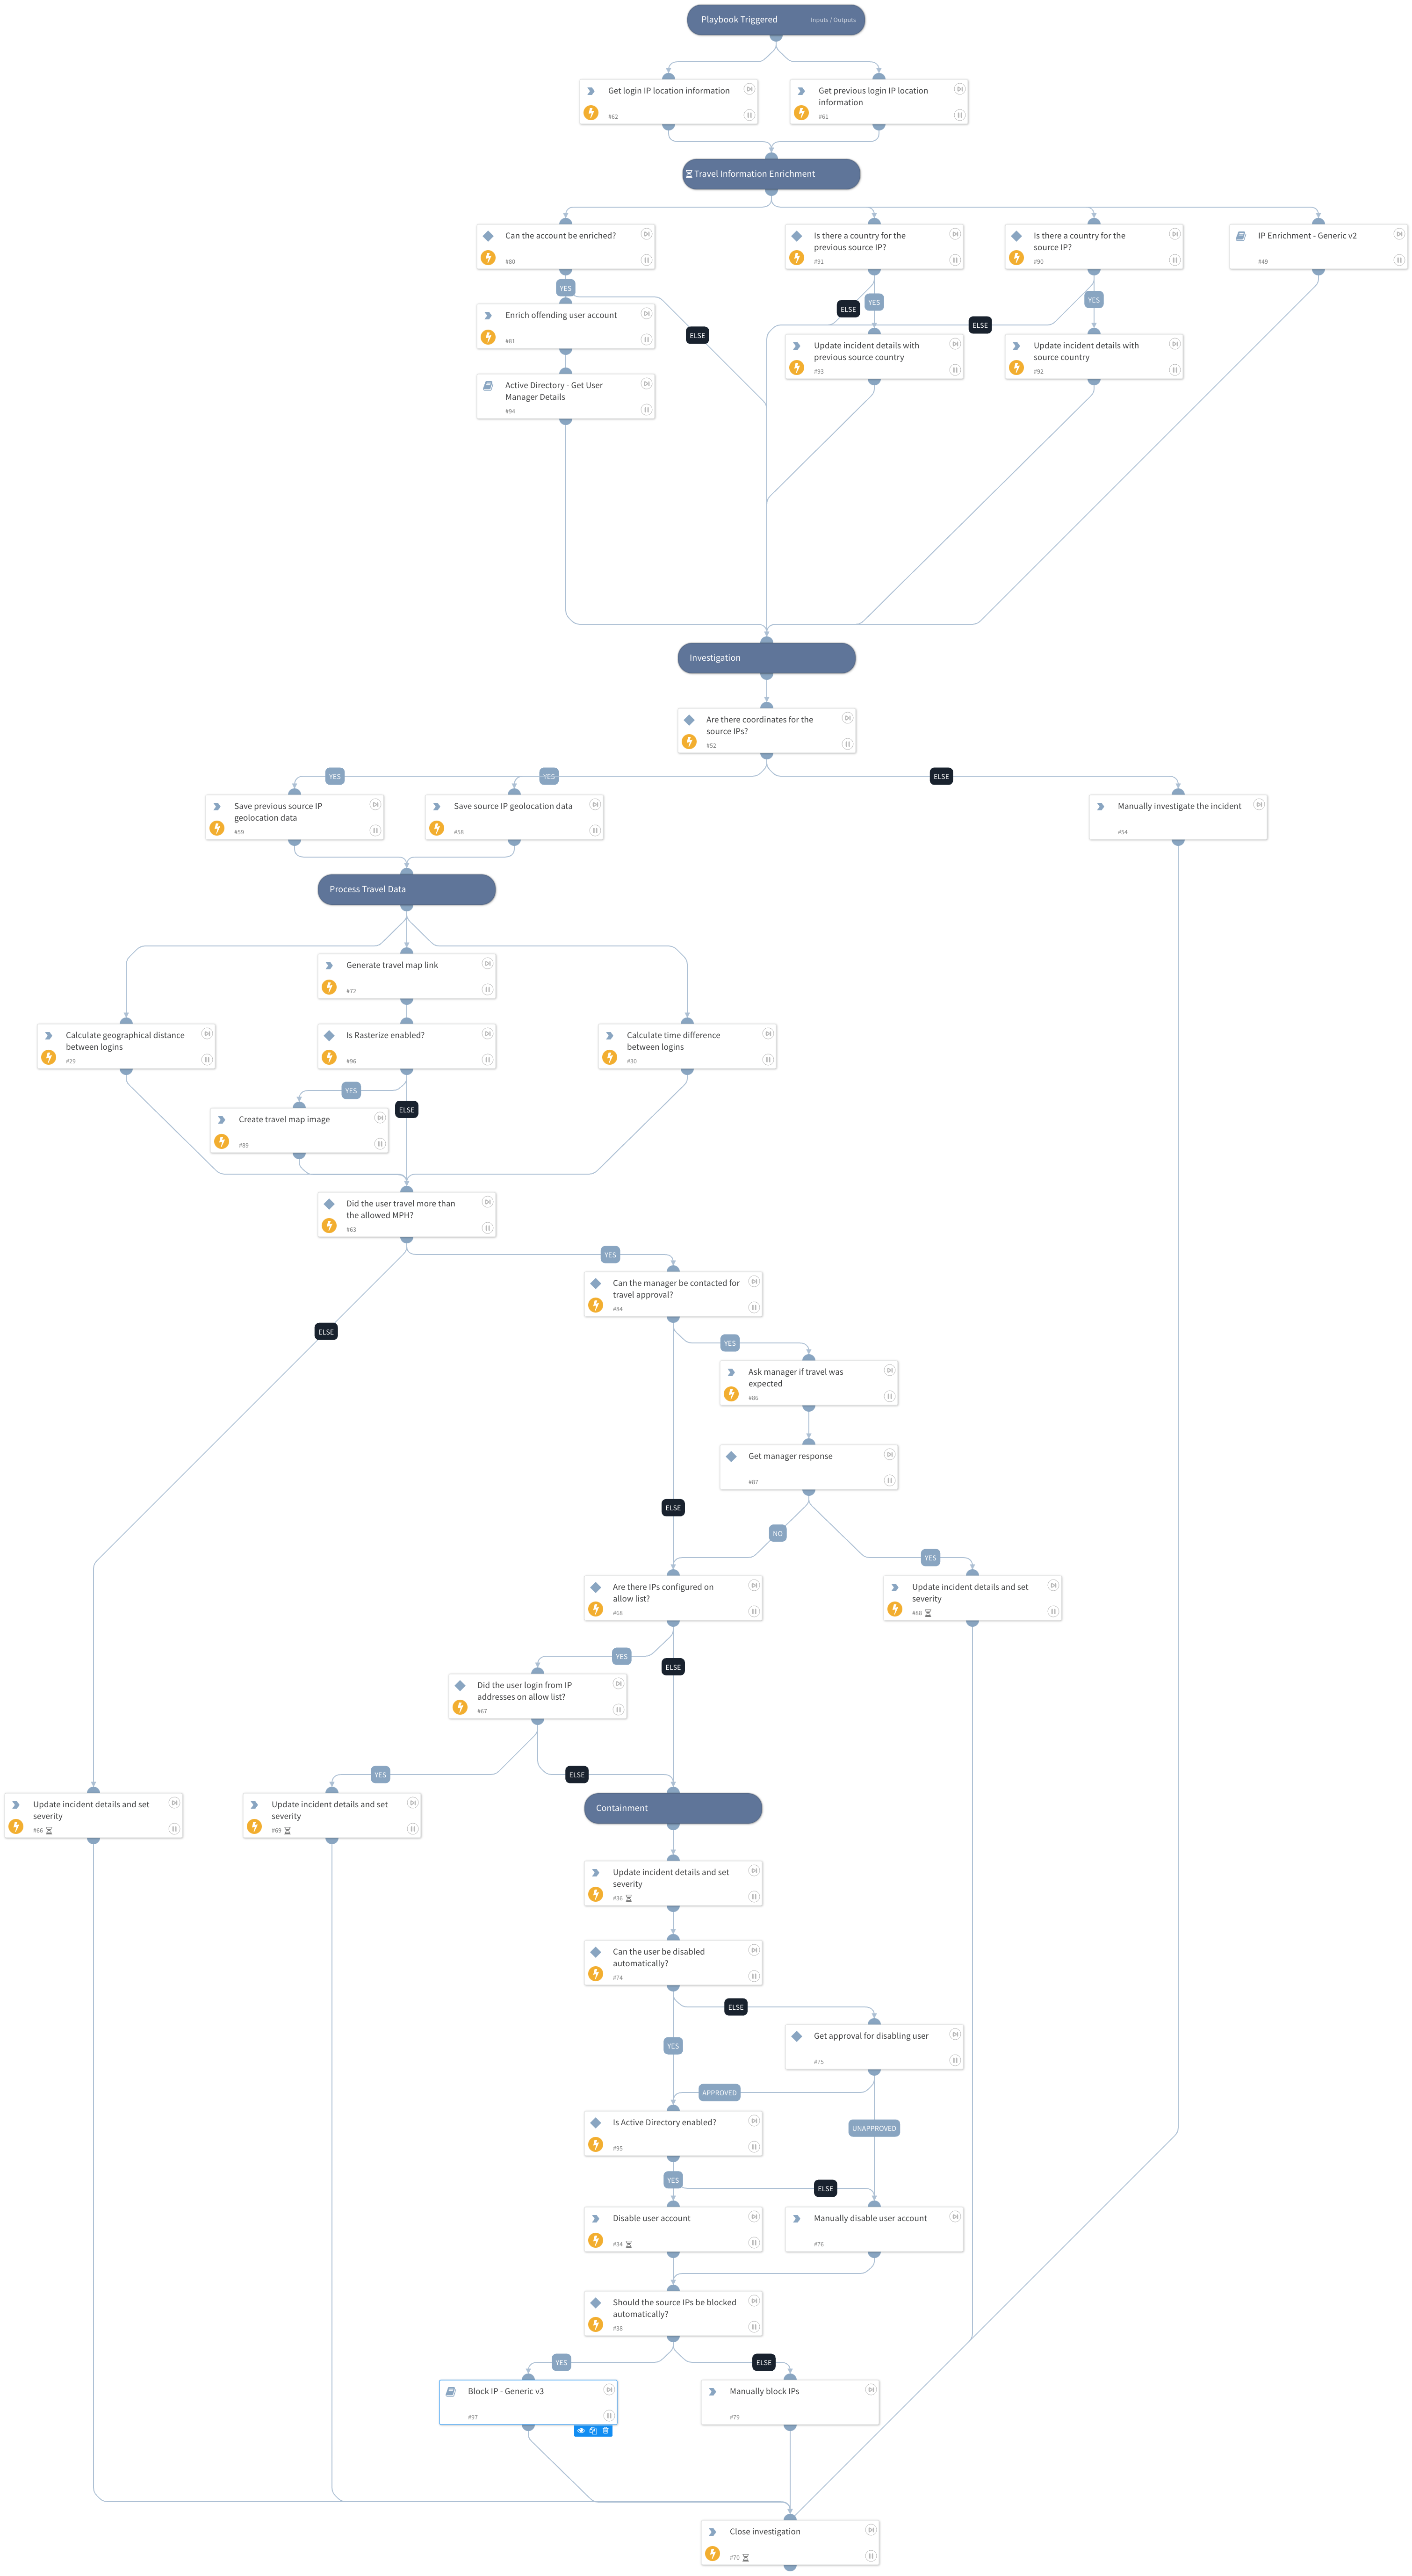 Playbook Triggered
Inputs / Outputs
Get login IP location information
#62
Get previous login IP location
information
#61
Travel Information Enrichment
Can the account be enriched?
#80
Is there a country for the
previous source IP?
#91
Is there a country for the
source IP?
#90
IP Enrichment - Generic v2
#49
YES
ELSE
YES
ELSE
YES
ELSE
Enrich offending user account
#81
Update incident details with
previous source country
#93
Update incident details with
source country
#92
Active Directory - Get User
Manager Details
#94
Investigation
Are there coordinates for the
source IPs?
#52
YES
YES
ELSE
Save previous source IP
geolocation data
#59
Save source IP geolocation data
#58
Manually investigate the incident
#54
Process Travel Data
Generate travel map link
#72
Calculate geographical distance
between logins
#29
Is Rasterize enabled?
#96
Calculate time difference
between logins
#30
YES
ELSE
Create travel map image
#89
Did the user travel more than
the allowed MPH?
#63
YES
ELSE
Can the manager be contacted for
travel approval?
#84
YES
Ask manager if travel was
expected
#86
Get manager response
#87
ELSE
NO
YES
Are there IPs configured on
allow list?
#68
Update incident details and set
severity
#88
YES
ELSE
Did the user login from IP
addresses on allow list?
#67
YES
ELSE
Update incident details and set
severity
#66
Update incident details and set
severity
#69
Containment
Update incident details and set
severity
#36
Can the user be disabled
automatically?
#74
ELSE
YES
Get approval for disabling user
#75
APPROVED
UNAPPROVED
Is Active Directory enabled?
#95
YES
ELSE
Disable user account
#34
Manually disable user account
#76
Should the source IPs be blocked
automatically?
#38
YES
ELSE
Block IP - Generic v3
#97
Manually block IPs
#79
Close investigation
#70